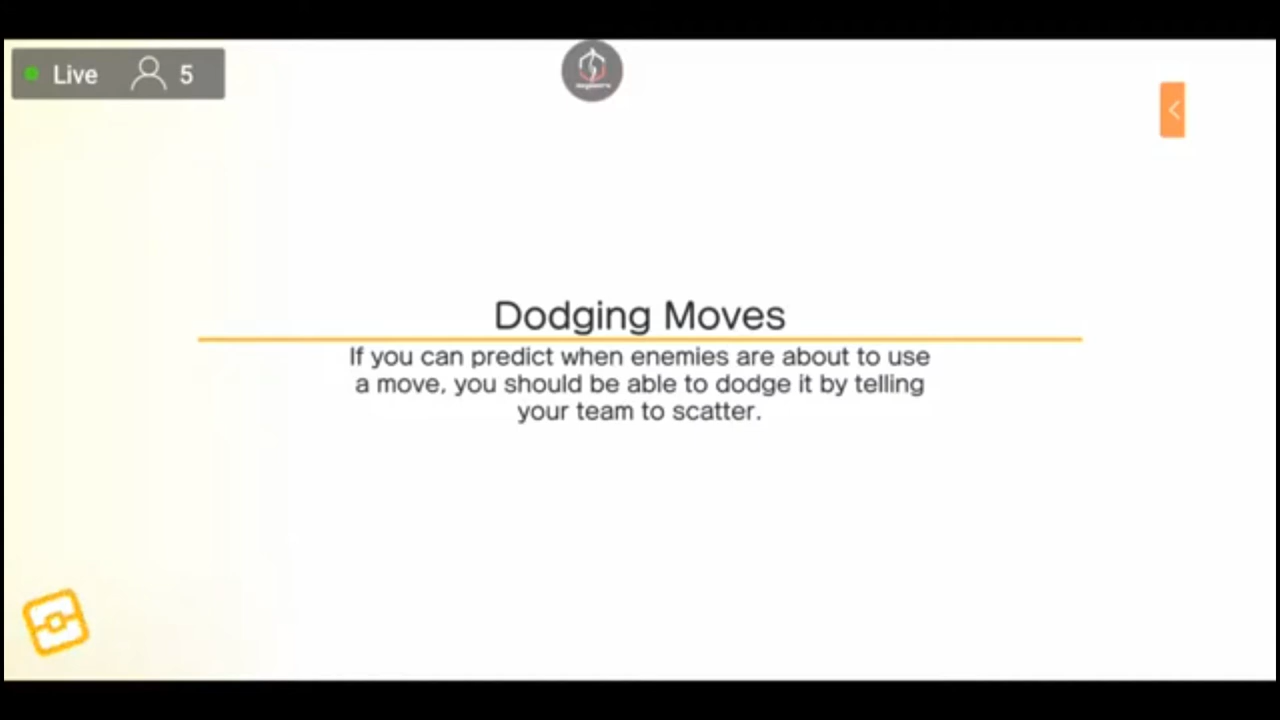 Live 5
Dodging Moves
If you can predict when enemies are about to use
a move, you should be able to dodge it by telling
your team to scatter.